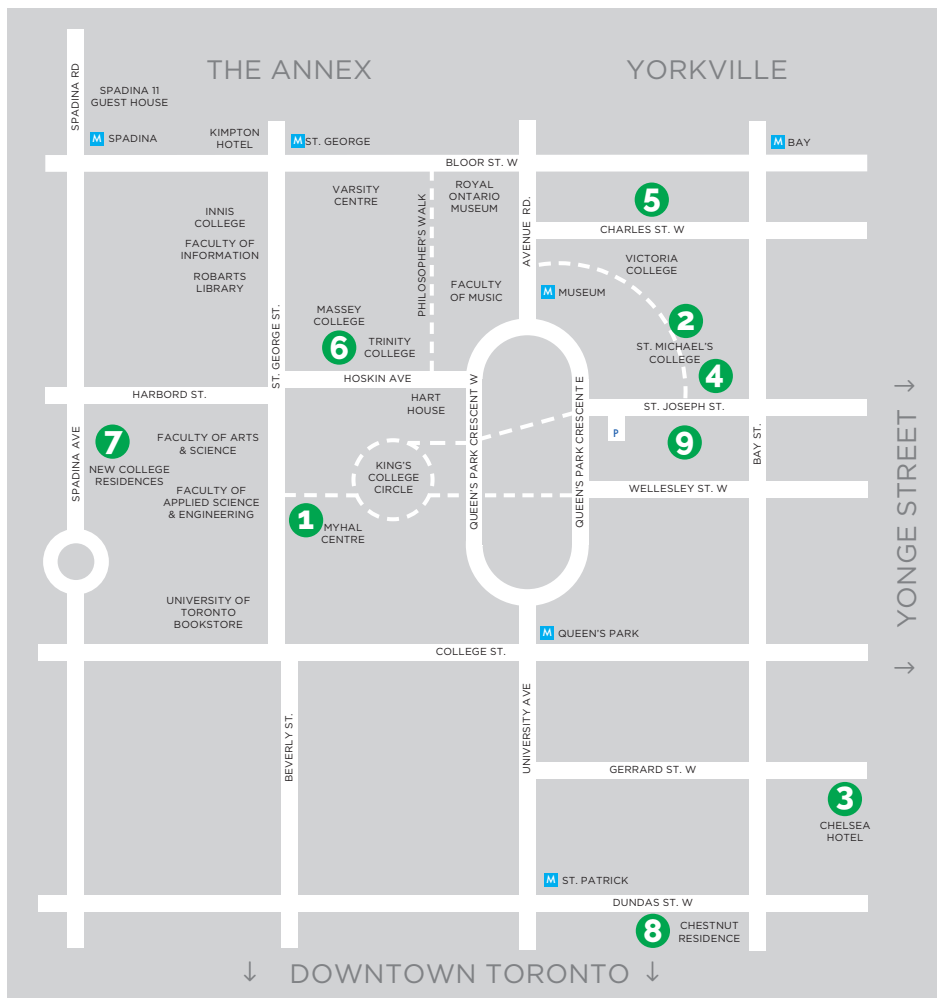 THE ANNEX
YORKVILLE
SPADINA RD
SPADINA 11
GUEST HOUSE
M SPADINA
KIMPTON
HOTEL
M ST. GEORGE
M BAY
BLOOR ST. W
VARSITY
CENTRE
PHILOSOPHER'S WALK
ROYAL
ONTARIO
MUSEUM
AVENUE RD.
5
CHARLES ST. W
INNIS
COLLEGE
FACULTY OF
INFORMATION
ROBARTS
LIBRARY
VICTORIA
COLLEGE
FACULTY
OF MUSIC
M MUSEUM
ST. GEORGE ST.
MASSEY
COLLEGE
6
TRINITY
COLLEGE
2
ST. MICHAEL'S
COLLEGE
4
HOSKIN AVE
HARBORD ST.
HART
HOUSE
QUEEN'S PARK CRESCENT W
QUEEN'S PARK CRESCENT E
ST. JOSEPH ST.
P
9
BAY ST.
YONGE STREET
SPADINA AVE
7
NEW COLLEGE
RESIDENCES
FACULTY OF ARTS
& SCIENCE
KING'S
COLLEGE
CIRCLE
FACULTY OF
APPLIED SCIENCE
& ENGINEERING
WELLESLEY ST. W
1
MYHAL
CENTRE
UNIVERSITY OF
TORONTO
BOOKSTORE
M QUEEN'S PARK
COLLEGE ST.
BEVERLY ST.
UNIVERSITY AVE
GERRARD ST. W
3
CHELSEA
HOTEL
M ST. PATRICK
DUNDAS ST. W
8
CHESTNUT
RESIDENCE
DOWNTOWN TORONTO